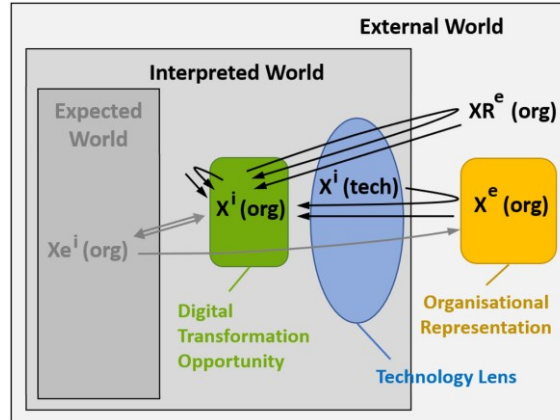 External World
Interpreted World
Expected
World
XR^e (org)
X^i (tech)
X^i (org)
X^e (org)
Xe^i (org)
Digital
Transformation
Opportunity
Organisational
Representation
Technology Lens